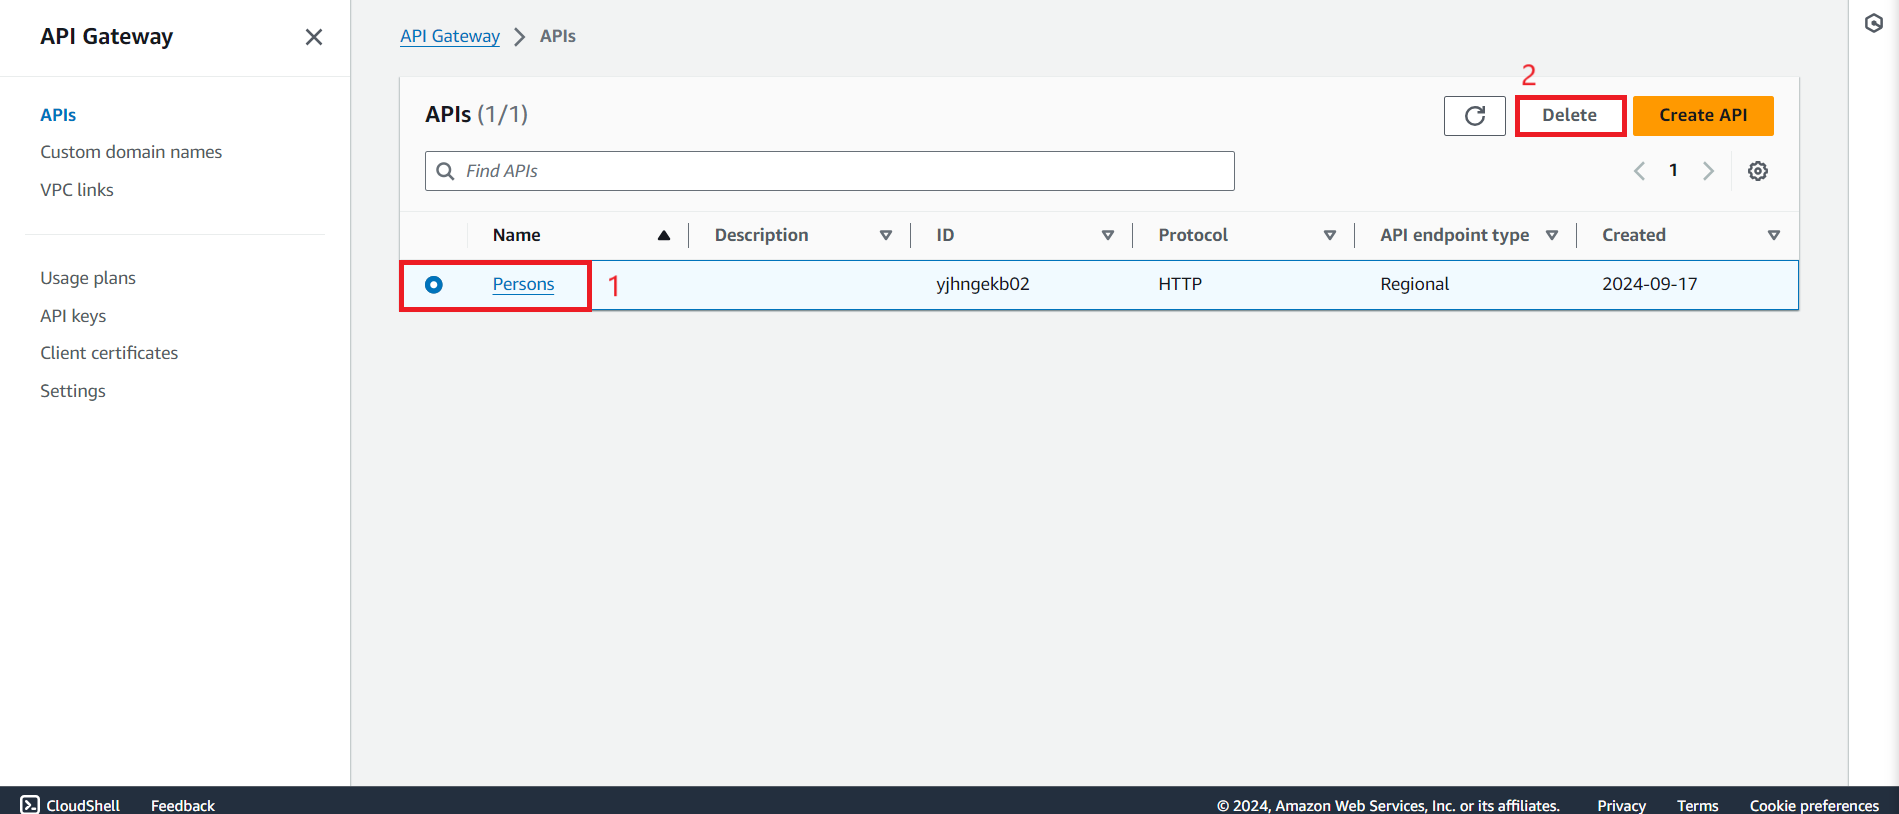 API Gateway
APIs
Custom domain names
VPC links
Usage plans
API keys
Client certificates
Settings
API Gateway APIs
2
APIs (1/1)
Delete
Create API
Find APIs
1
Name Description ID Protocol API endpoint type Created
Persons yjhngekb02 HTTP Regional 2024-09-17
1
CloudShell Feedback © 2024, Amazon Web Services, Inc. or its affiliates. Privacy Terms Cookie preferences